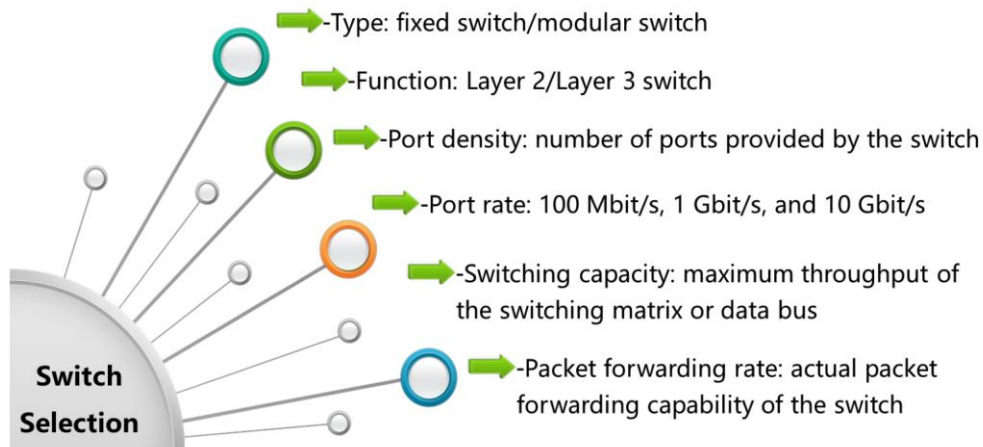 -Type: fixed switch/modular switch
-Function: Layer 2/Layer 3 switch
-Port density: number of ports provided by the switch
-Port rate: 100 Mbit/s, 1 Gbit/s, and 10 Gbit/s
-Switching capacity: maximum throughput of
the switching matrix or data bus
-Packet forwarding rate: actual packet
forwarding capability of the switch
Switch
Selection